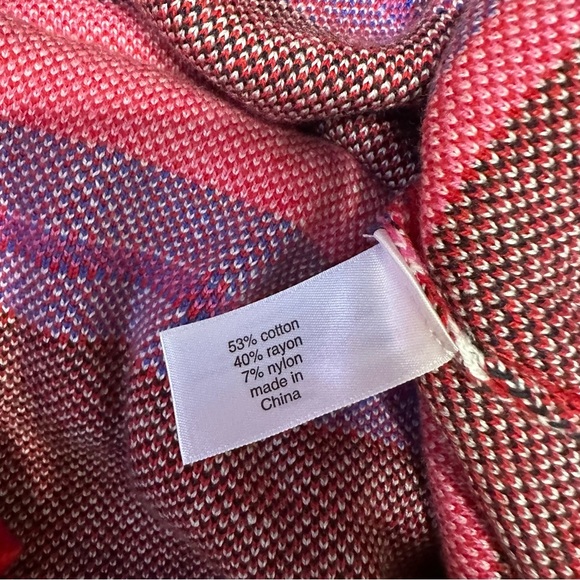 53% cotton
40% rayon
7% nylon
made in
China